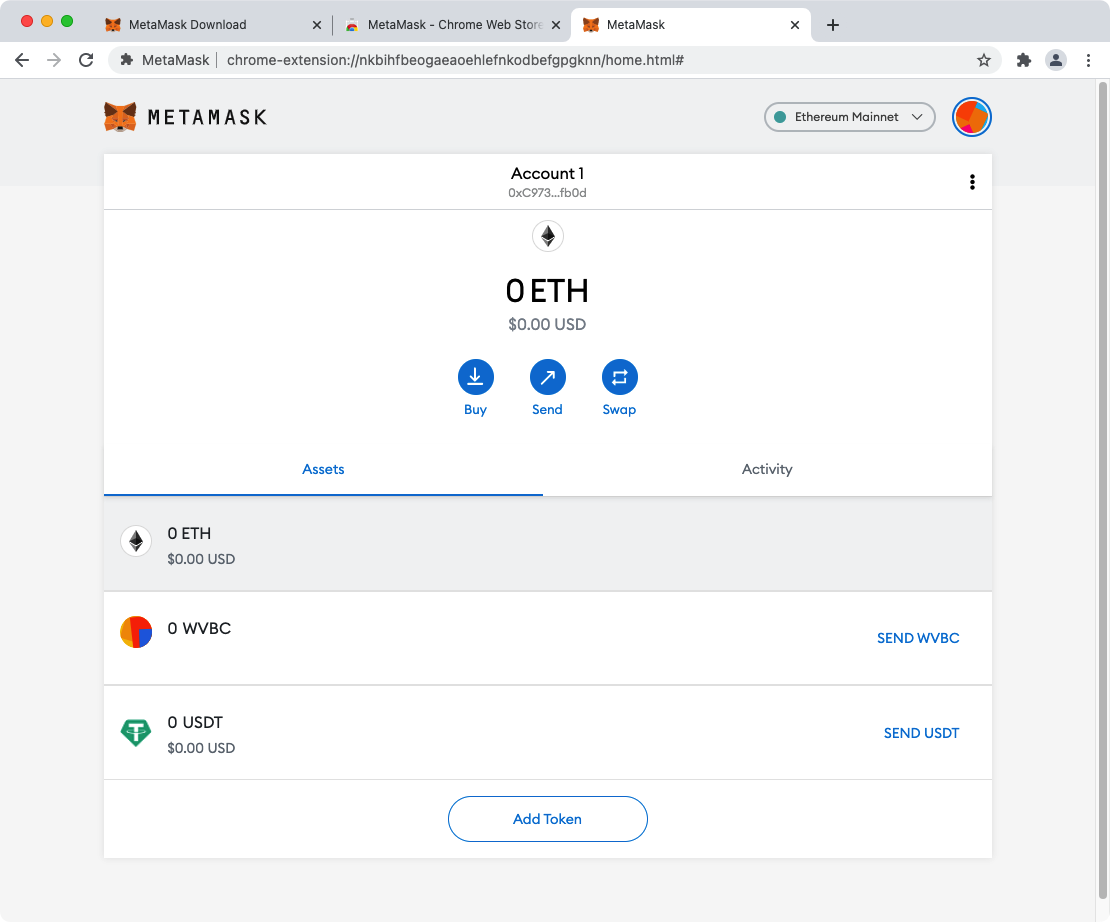 MetaMask Download
MetaMask - Chrome Web Store
MetaMask
MetaMask
chrome-extension://nkbihfbeogaeaoehlefnkodbefgpgknn/home.html#
METAMASK
Ethereum Mainnet
Account 1
0xC973...fb0d
0 ETH
$0.00 USD
Buy
Send
Swap
Assets
Activity
0 ETH
$0.00 USD
0 WVBC
SEND WVBC
0 USDT
$0.00 USD
SEND USDT
Add Token